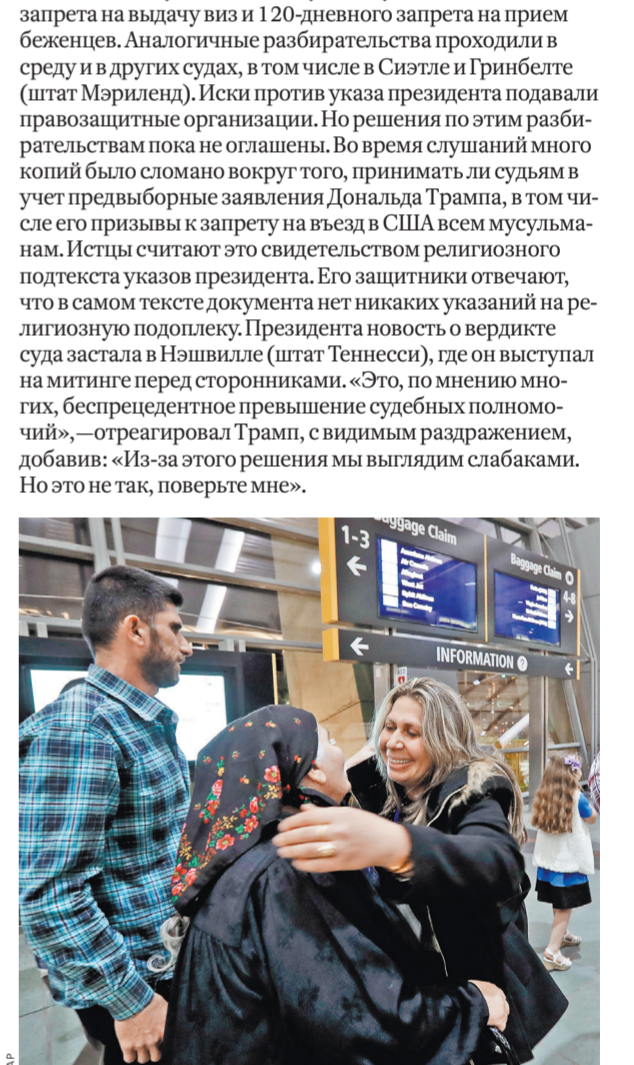 запрета на выдачу виз и 120-дневного запрета на прием
беженцев. Аналогичные разбирательства проходили в
среду и в других судах, в том числе в Сиэтле и Гринбелте
(штат Мэриленд). Иски против указа президента подавали
правозащитные организации. Но решения по этим разби-
рательствам пока не оглашены. Во время слушаний много
копий было сломано вокруг того, принимать ли судьям в
учет предвыборные заявления Дональда Трампа, в том чи-
сле его призывы к запрету на въезд в США всем мусульма-
нам. Истцы считают это свидетельством религиозного
подтекста указов президента. Его защитники отвечают,
что в самом тексте документа нет никаких указаний на ре-
лигиозную подоплеку. Президента новость о вердикте
суда застала в Нэшвилле (штат Теннесси), где он выступал
на митинге перед сторонниками. «Это, по мнению мно-
гих, беспрецедентное превышение судебных полномо-
чий»,—отреагировал Трамп, с видимым раздражением,
добавив: «Из-за этого решения мы выглядим слабаками.
Но это не так, поверьте мне».
Baggage Claim
1-3
Baggage Claim
4-8
INFORMATION ?
AP